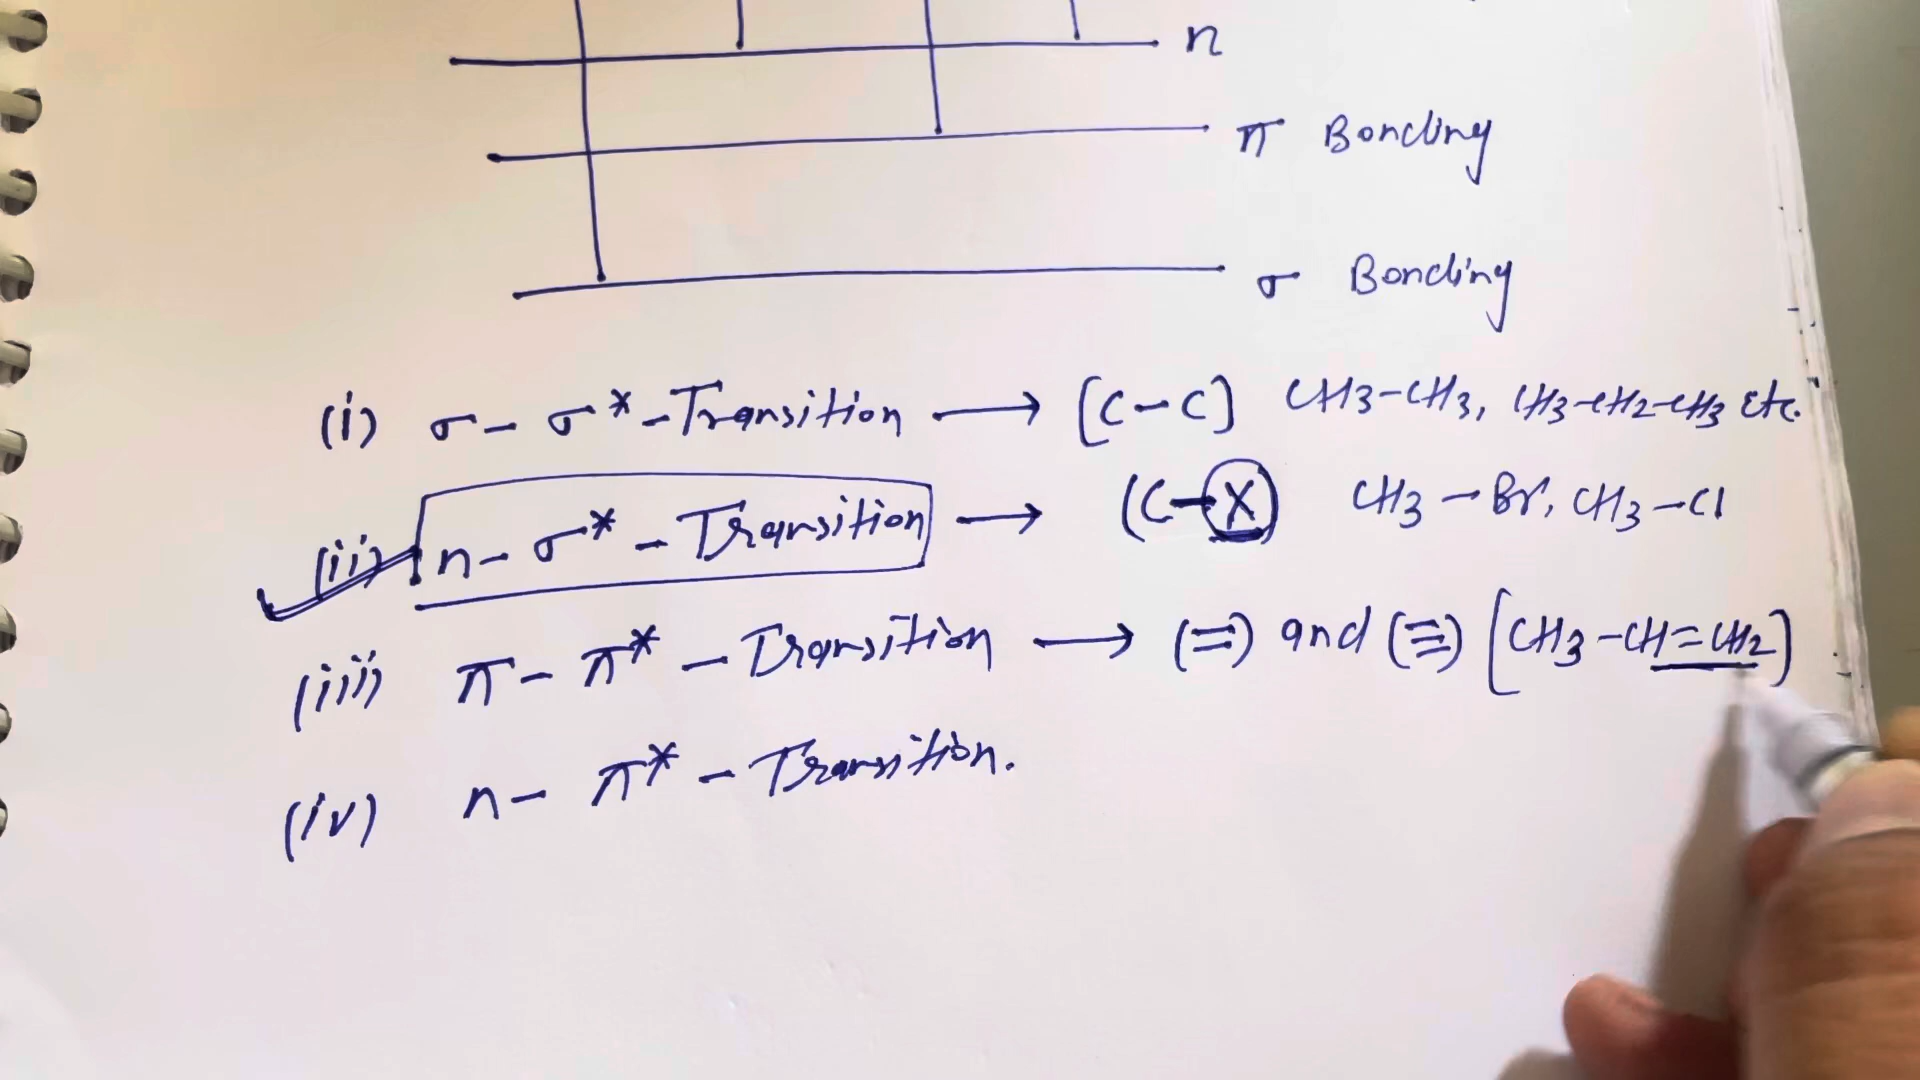 n
π Bonding
σ Bonding
(i) σ - σ* - Transition → [C-C] CH3-CH3, CH3-CH2-CH3 etc.
(ii) n - σ* - Transition → (C-X) CH3 - Br, CH3 - Cl
(iii) π - π* - Transition → (=) and (≡) [CH3-CH=CH2]
(iv) n - π* - Transition.